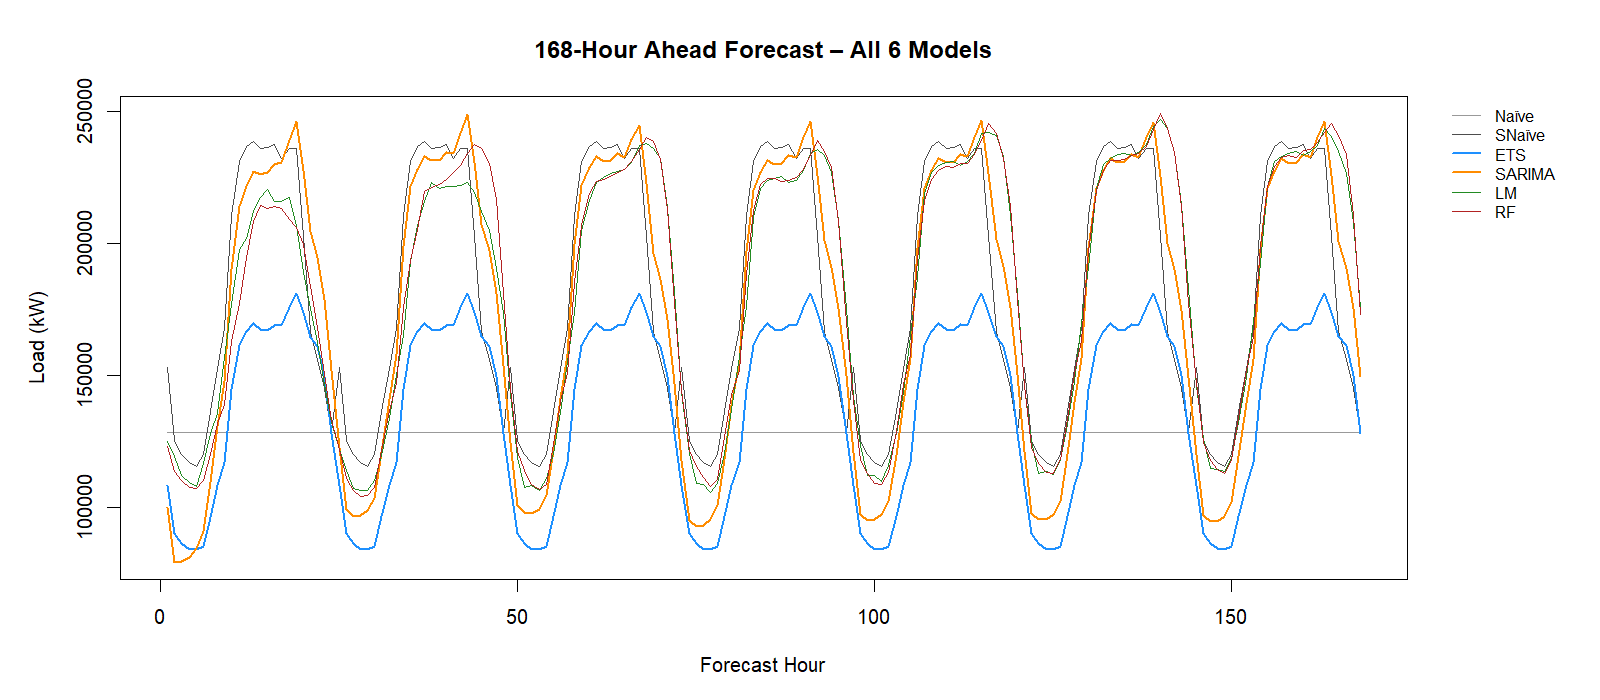 168-Hour Ahead Forecast – All 6 Models
Load (kW)
250000
200000
150000
100000
0
50
100
150
Forecast Hour
Naïve
SNaïve
ETS
SARIMA
LM
RF